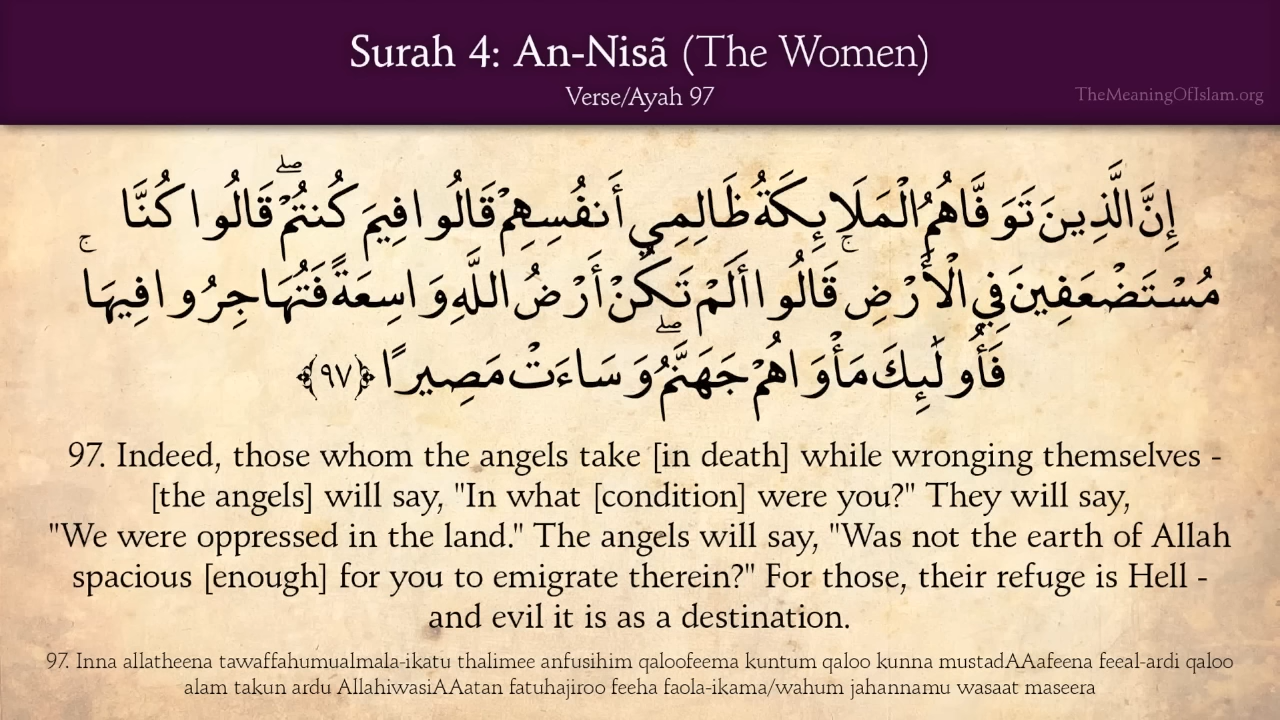 Surah 4: An-Nisã (The Women)
Verse/Ayah 97
TheMeaningOfIslam.org
إِنَّ الَّذِينَ تَوَفَّاهُمُ الْمَلَائِكَةُ ظَالِمِي أَنفُسِهِمْ قَالُوا فِيمَ كُنتُمْ ۖ قَالُوا كُنَّا
مُسْتَضْعَفِينَ فِي الْأَرْضِ ۚ قَالُوا أَلَمْ تَكُنْ أَرْضُ اللَّهِ وَاسِعَةً فَتُهَاجِرُوا فِيهَا ۚ
فَأُولَٰئِكَ مَأْوَاهُمْ جَهَنَّمُ ۖ وَسَاءَتْ مَصِيرًا ﴿٩٧﴾
97. Indeed, those whom the angels take [in death] while wronging themselves -
[the angels] will say, "In what [condition] were you?" They will say,
"We were oppressed in the land." The angels will say, "Was not the earth of Allah
spacious [enough] for you to emigrate therein?" For those, their refuge is Hell -
and evil it is as a destination.
97. Inna allatheena tawaffahumualmala-ikatu thalimee anfusihim qaloofeema kuntum qaloo kunna mustadAAafeena feeal-ardi qaloo
alam takun ardu AllahiwasiAAatan fatuhajiroo feeha faola-ikama/wahum jahannamu wasaat maseera